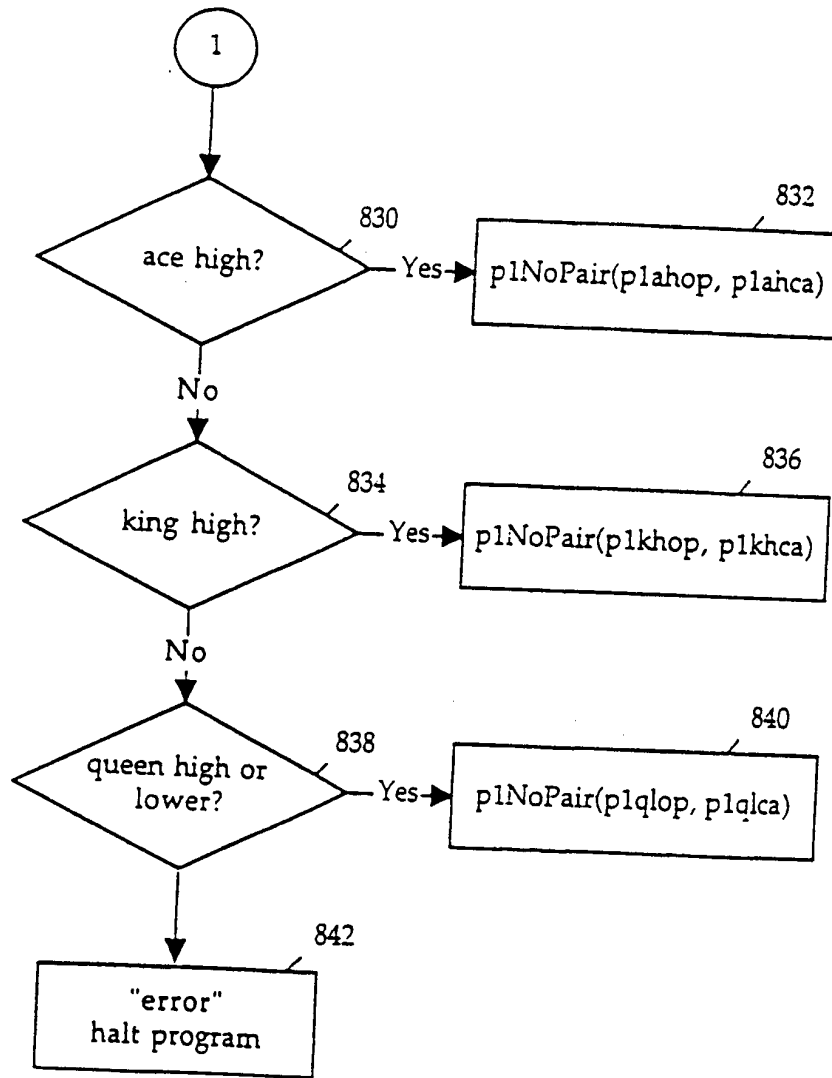 1
830
ace high?
Yes
832
p1NoPair(p1ahop, p1ahca)
No
834
king high?
Yes
836
p1NoPair(p1khop, p1khca)
No
838
queen high or
lower?
Yes
840
p1NoPair(p1qlop, p1qlca)
842
"error"
halt program